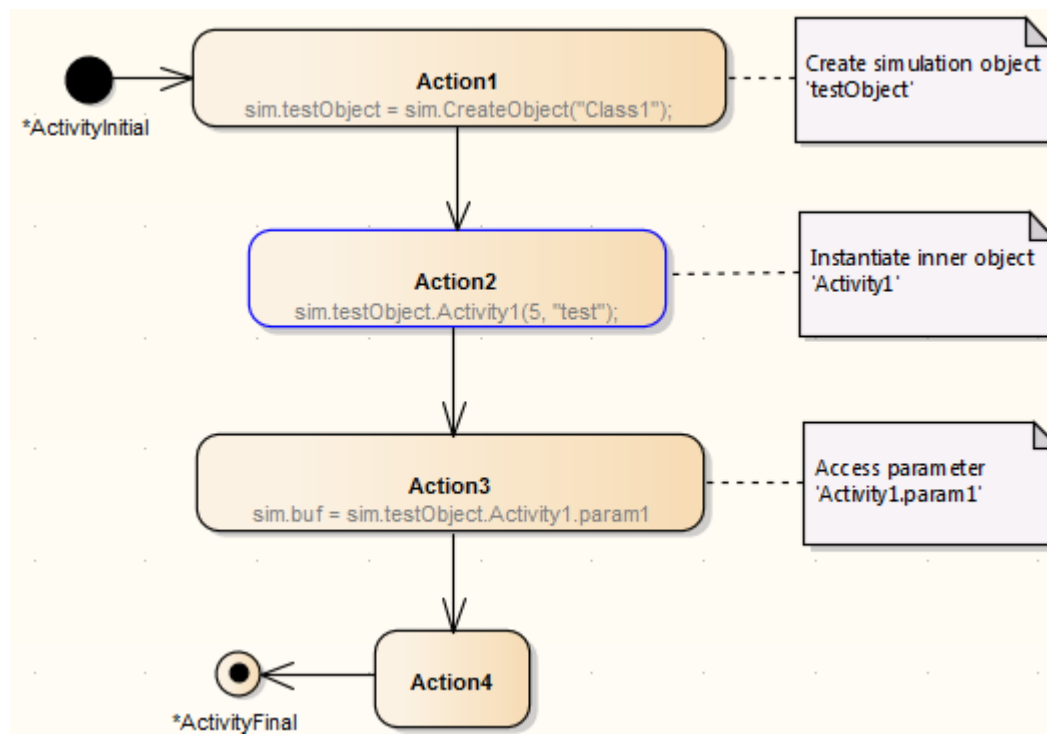 Action1
sim.testObject = sim.CreateObject("Class1");
Create simulation object
'testObject'
*ActivityInitial
Action2
sim.testObject.Activity1(5, "test");
Instantiate inner object
'Activity1'
Action3
sim.buf = sim.testObject.Activity1.param1
Access parameter
'Activity1.param1'
Action4
*ActivityFinal